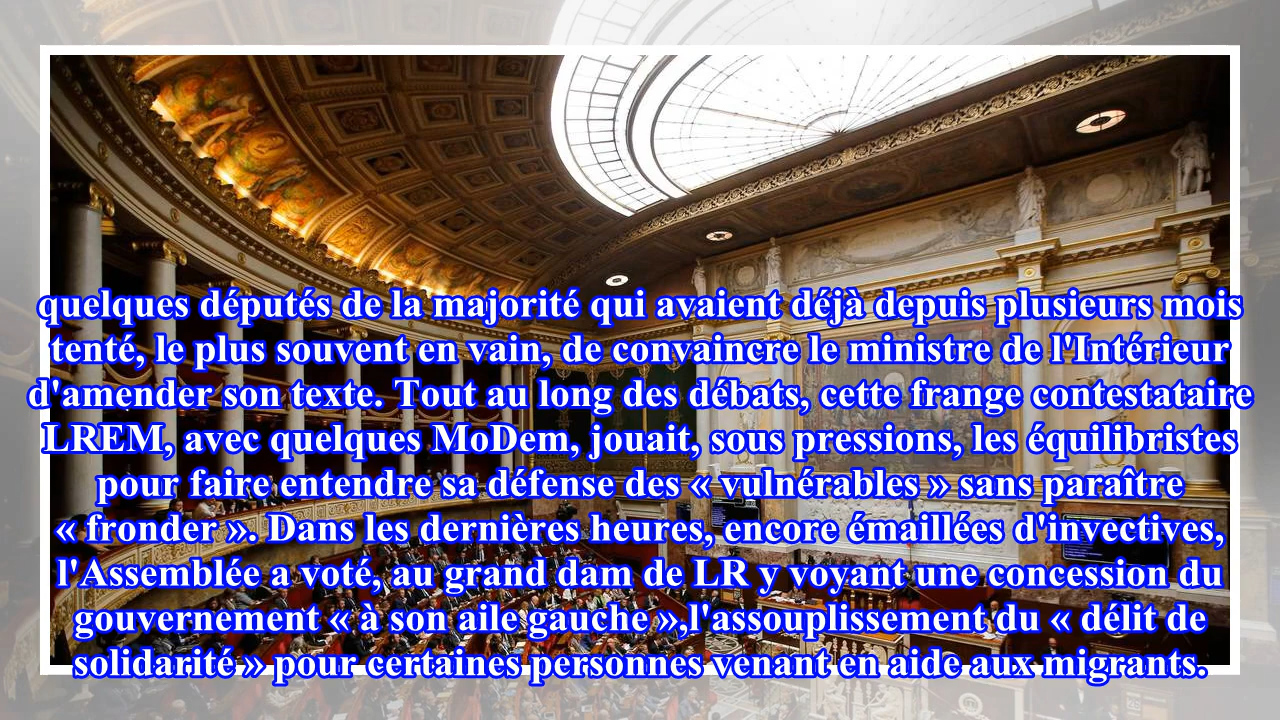 quelques députés de la majorité qui avaient déjà depuis plusieurs mois
tenté, le plus souvent en vain, de convaincre le ministre de l'Intérieur
d'amender son texte. Tout au long des débats, cette frange contestataire
LREM, avec quelques MoDem, jouait, sous pressions, les équilibristes
pour faire entendre sa défense des « vulnérables » sans paraître
« fronder ». Dans les dernières heures, encore émaillées d'invectives,
l'Assemblée a voté, au grand dam de LR y voyant une concession du
gouvernement « à son aile gauche »,l'assouplissement du « délit de
solidarité » pour certaines personnes venant en aide aux migrants.